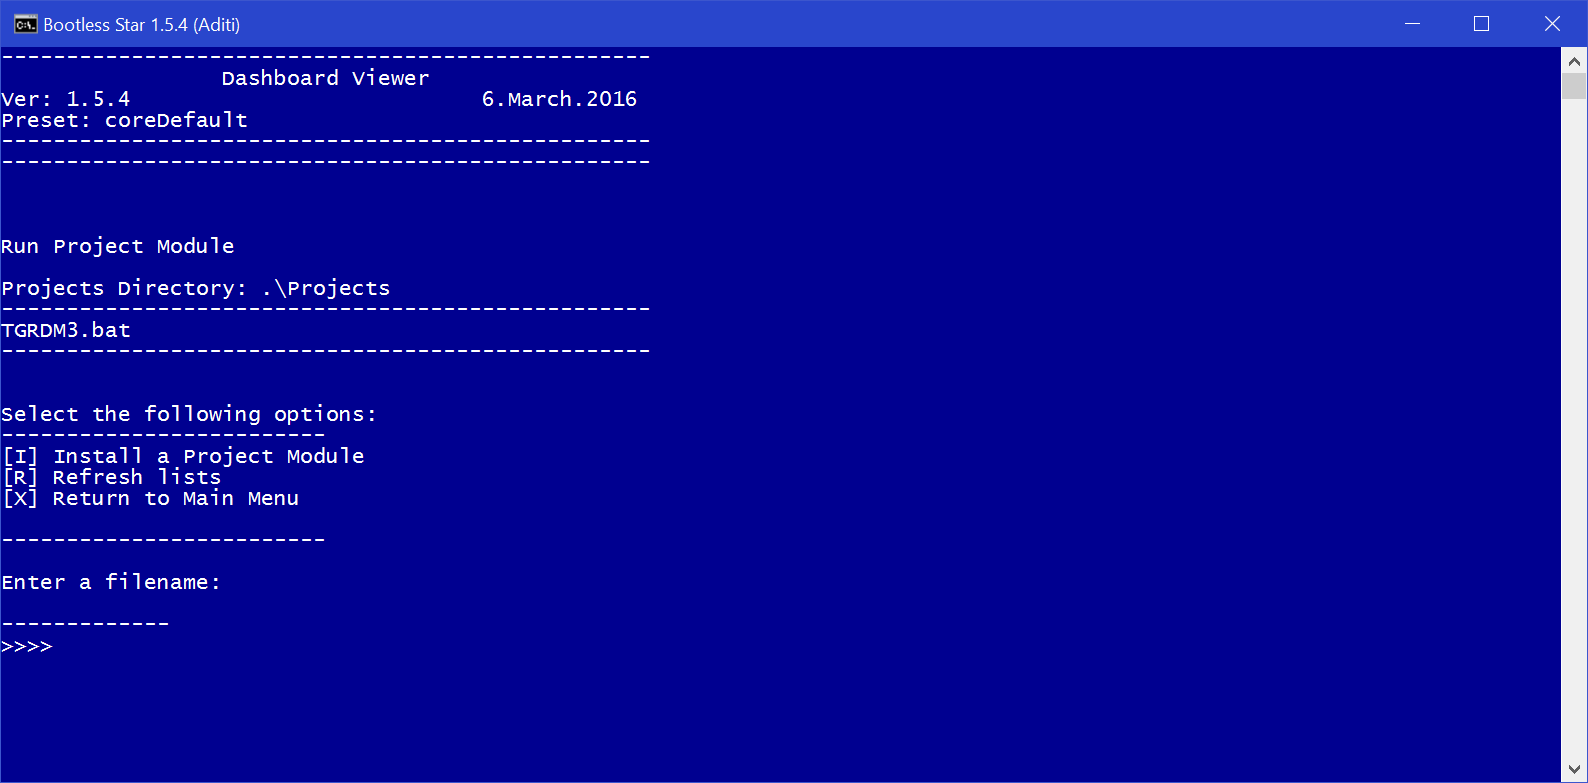 Bootless Star 1.5.4 (Aditi)
--------------------------------------------------
Dashboard Viewer
Ver: 1.5.4 6.March.2016
Preset: coreDefault
--------------------------------------------------
--------------------------------------------------
Run Project Module
Projects Directory: .\Projects
--------------------------------------------------
TGRDM3.bat
--------------------------------------------------
Select the following options:
-------------------------
[I] Install a Project Module
[R] Refresh lists
[X] Return to Main Menu
-------------------------
Enter a filename:
-------------
>>>>